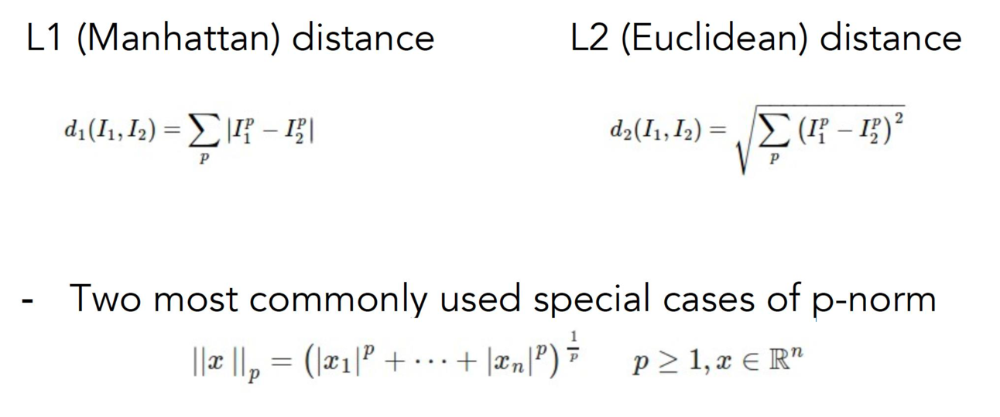 L1 (Manhattan) distance
L2 (Euclidean) distance
d₁(I₁, I₂) = ∑ₚ |I₁ᵖ − I₂ᵖ|
d₂(I₁, I₂) = √(∑ₚ (I₁ᵖ − I₂ᵖ)²)
- Two most commonly used special cases of p-norm
||x||ₚ = (|x₁|ᵖ + ⋯ + |xₙ|ᵖ)^(1/p) p ≥ 1, x ∈ ℝⁿ